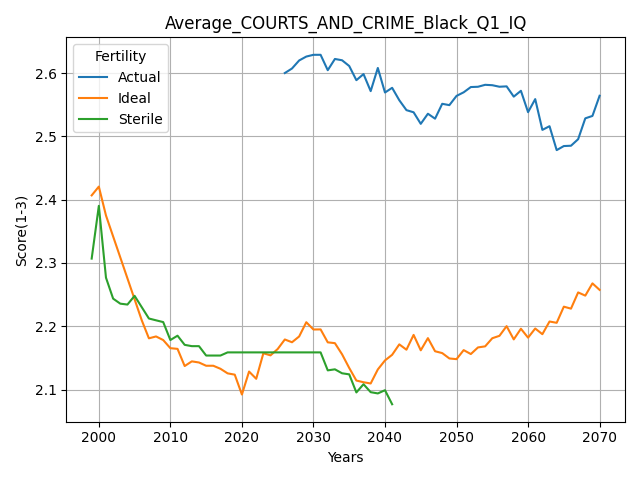 Average_COURTS_AND_CRIME_Black_Q1_IQ
Fertility
Actual
Ideal
Sterile
Score(1-3)
2.6
2.5
2.4
2.3
2.2
2.1
2000 2010 2020 2030 2040 2050 2060 2070
Years